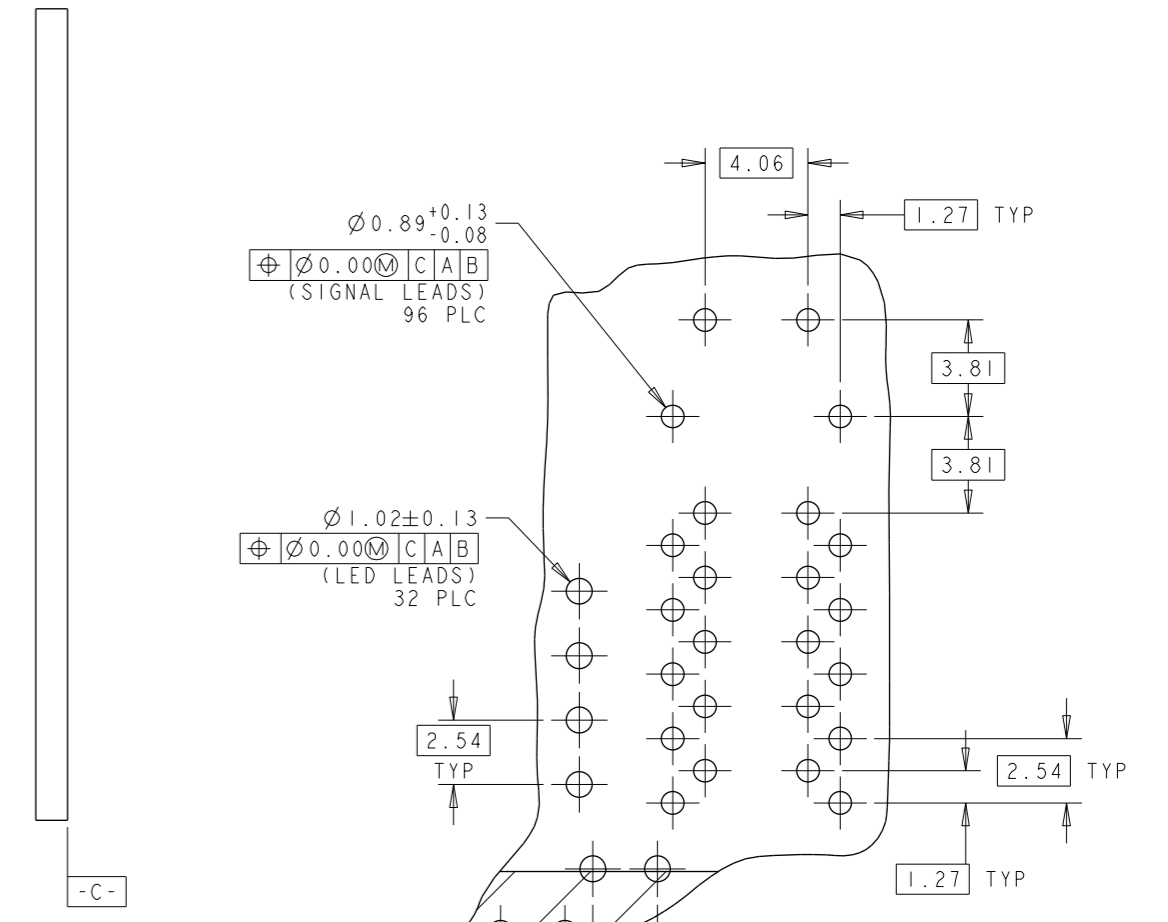 4.06
1.27 TYP
Ø0.89 +0.13
-0.08
⌖ Ø0.00Ⓜ C A B
(SIGNAL LEADS)
96 PLC
3.81
3.81
Ø1.02±0.13
⌖ Ø0.00Ⓜ C A B
(LED LEADS)
32 PLC
2.54
TYP
2.54 TYP
1.27 TYP
-C-